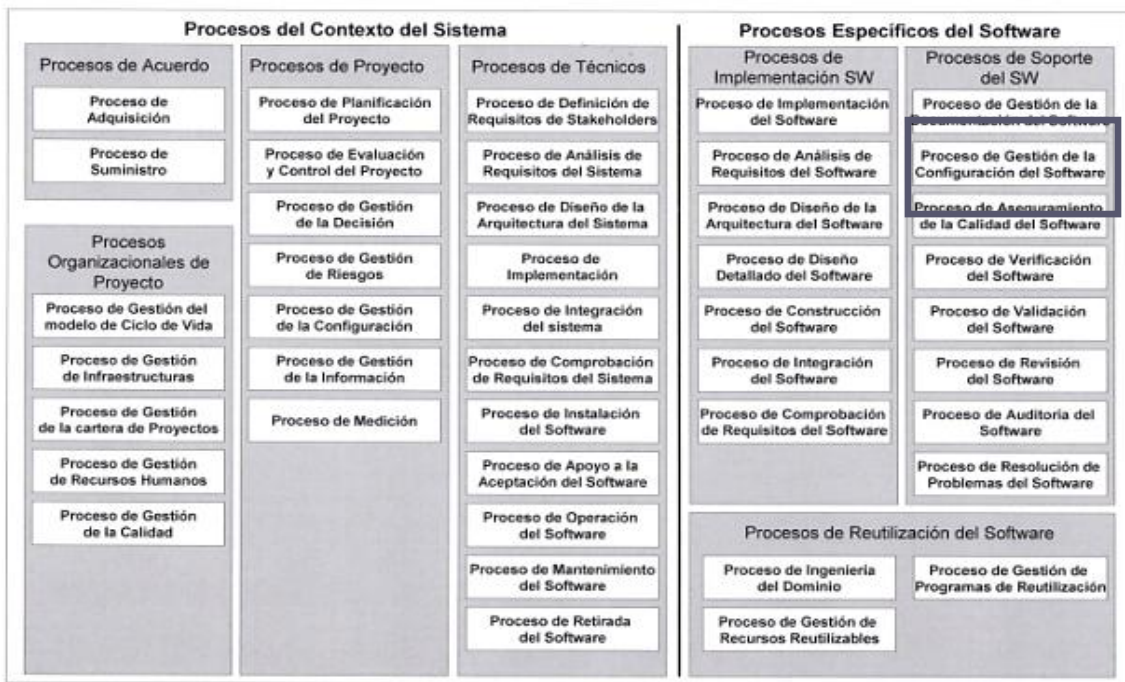 Procesos del Contexto del Sistema
Procesos de Acuerdo
Proceso de
Adquisición
Proceso de
Suministro
Procesos
Organizacionales de
Proyecto
Proceso de Gestión del
modelo de Ciclo de Vida
Proceso de Gestión
de Infraestructuras
Proceso de Gestión
de la cartera de Proyectos
Proceso de Gestión
de Recursos Humanos
Proceso de Gestión
de la Calidad
Procesos de Proyecto
Proceso de Planificación
del Proyecto
Proceso de Evaluación
y Control del Proyecto
Proceso de Gestión
de la Decisión
Proceso de Gestión
de Riesgos
Proceso de Gestión
de la Configuración
Proceso de Gestión
de la Información
Proceso de Medición
Procesos de Técnicos
Proceso de Definición de
Requisitos de Stakeholders
Proceso de Análisis de
Requisitos del Sistema
Proceso de Diseño de la
Arquitectura del Sistema
Proceso de
Implementación
Proceso de Integración
del sistema
Proceso de Comprobación
de Requisitos del Sistema
Proceso de Instalación
del Software
Proceso de Apoyo a la
Aceptación del Software
Proceso de Operación
del Software
Proceso de Mantenimiento
del Software
Proceso de Retirada
del Software
Procesos Específicos del Software
Procesos de
Implementación SW
Proceso de Implementación
del Software
Proceso de Análisis de
Requisitos del Software
Proceso de Diseño de la
Arquitectura del Software
Proceso de Diseño
Detallado del Software
Proceso de Construcción
del Software
Proceso de Integración
del Software
Proceso de Comprobación
de Requisitos del Software
Procesos de Soporte
del SW
Proceso de Gestión de la
Documentación del Software
Proceso de Gestión de la
Configuración del Software
Proceso de Aseguramiento
de la Calidad del Software
Proceso de Verificación
del Software
Proceso de Validación
del Software
Proceso de Revisión
del Software
Proceso de Auditoria del
Software
Proceso de Resolución de
Problemas del Software
Procesos de Reutilización del Software
Proceso de Ingenieria
del Dominio
Proceso de Gestión de
Recursos Reutilizables
Proceso de Gestión de
Programas de Reutilización